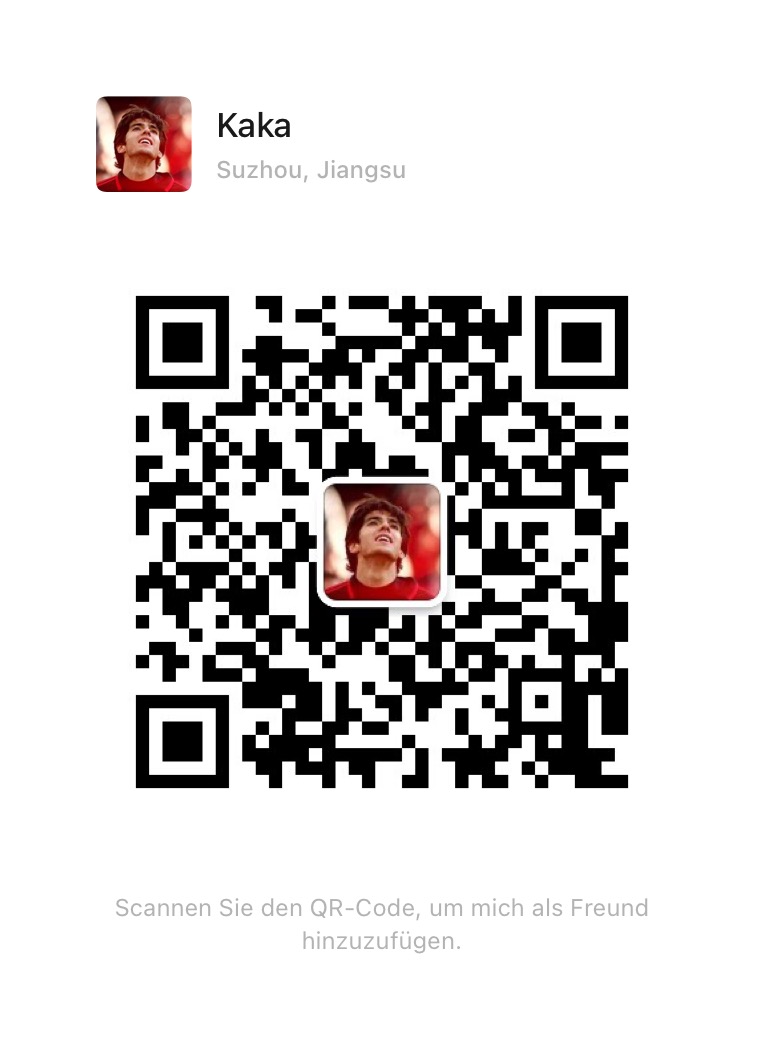 Kaka
Suzhou, Jiangsu
Scannen Sie den QR-Code, um mich als Freund
hinzuzufügen.